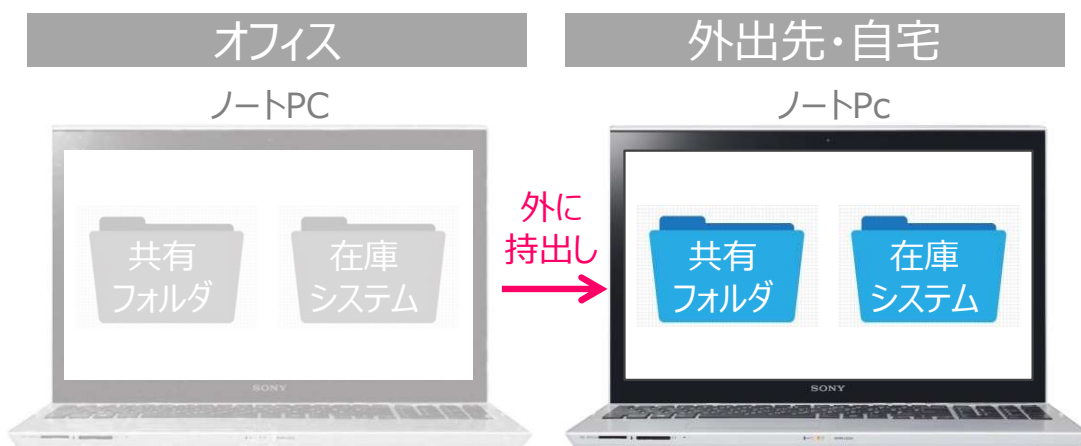 オフィス
外出先・自宅
ノートPC
ノートPc
共有
フォルダ
在庫
システム
SONY
外に
持出し
共有
フォルダ
在庫
システム
SONY